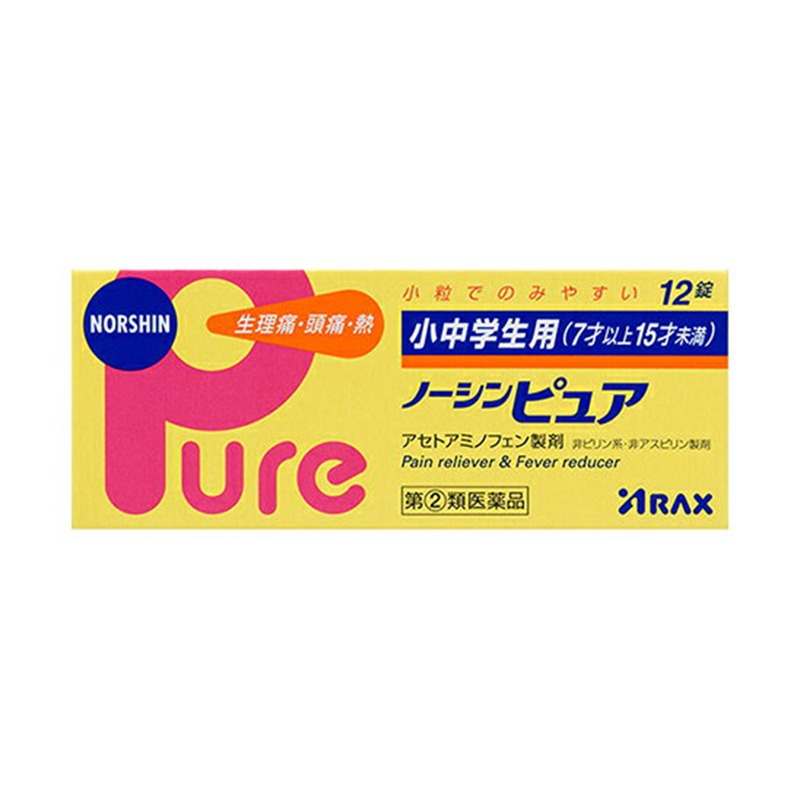 Pure
NORSHIN
生理痛・頭痛・熱
小粒でのみやすい 12錠
小中学生用(7才以上15才未満)
ノーシンピュア
アセトアミノフェン製剤 非ピリン系・非アスピリン製剤
Pain reliever & Fever reducer
第②類医薬品
ARAX